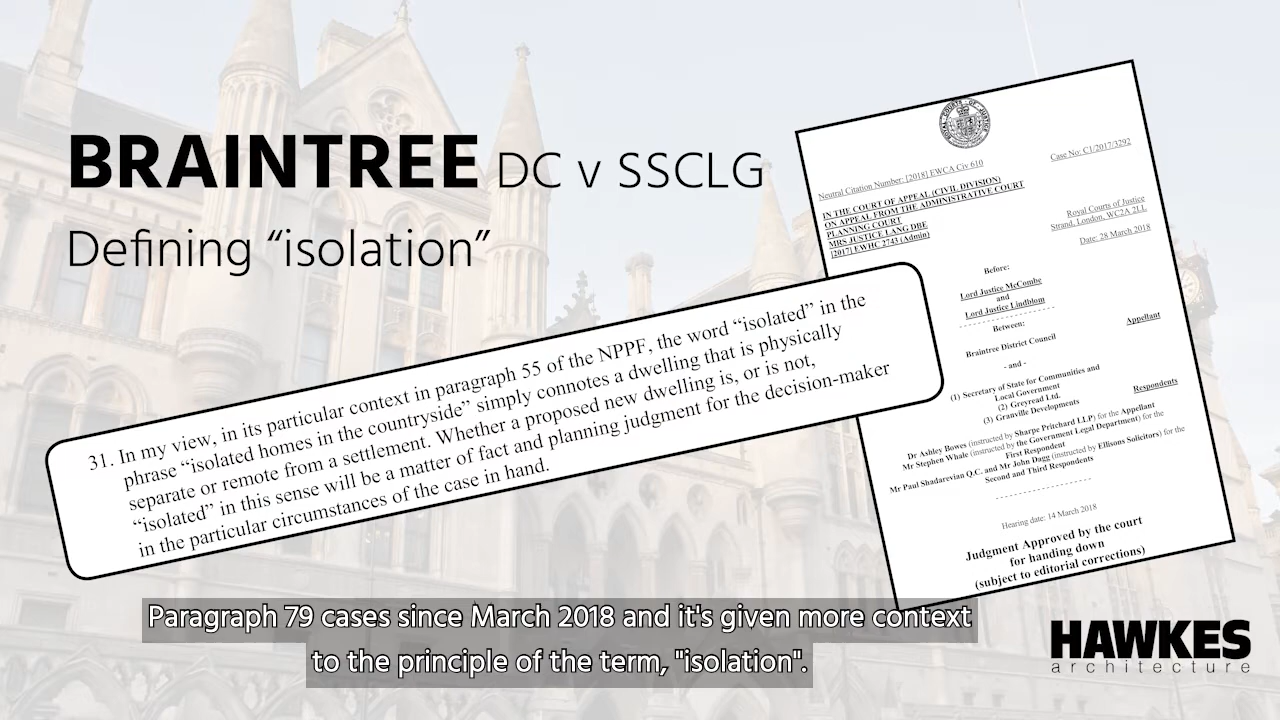 BRAINTREE DC v SSCLG
Defining “isolation”
31. In my view, in its particular context in paragraph 55 of the NPPF, the word “isolated” in the
phrase “isolated homes in the countryside” simply connotes a dwelling that is physically
separate or remote from a settlement. Whether a proposed new dwelling is, or is not,
“isolated” in this sense will be a matter of fact and planning judgment for the decision-maker
in the particular circumstances of the case in hand.
Neutral Citation Number: [2018] EWCA Civ 610
Case No: C1/2017/3292
IN THE COURT OF APPEAL (CIVIL DIVISION)
ON APPEAL FROM THE ADMINISTRATIVE COURT
PLANNING COURT
MRS JUSTICE LANG DBE
[2017] EWHC 2743 (Admin)
Royal Courts of Justice
Strand, London, WC2A 2LL
Date: 28 March 2018
Before:
Lord Justice McCombe
and
Lord Justice Lindblom
Between:
Braintree District Council
Appellant
- and -
(1) Secretary of State for Communities and
Local Government
(2) Greyread Ltd.
(3) Granville Developments
Respondents
Dr Ashley Bowes (instructed by Sharpe Pritchard LLP) for the Appellant
Mr Stephen Whale (instructed by the Government Legal Department) for the
First Respondent
Mr Paul Shadarevian Q.C. and Mr John Dagg (instructed by Ellisons Solicitors) for the
Second and Third Respondents
Hearing date: 14 March 2018
Judgment Approved by the court
for handing down
(subject to editorial corrections)
Paragraph 79 cases since March 2018 and it's given more context
to the principle of the term, "isolation".
HAWKES
architecture